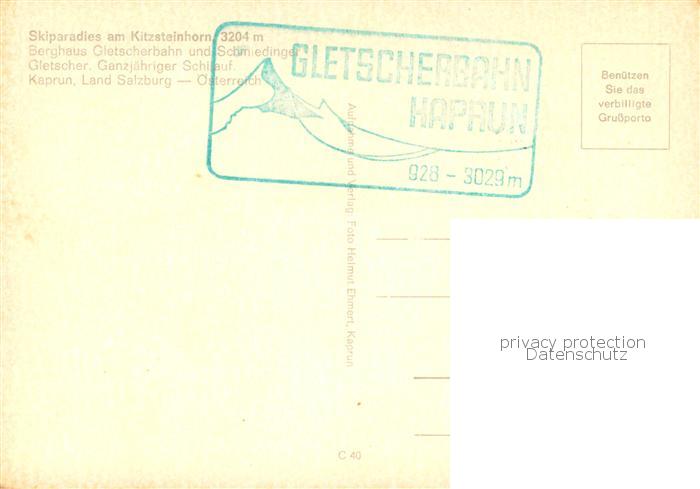 Skiparadies am Kitzsteinhorn, 3204 m
Berghaus Gletscherbahn und Schmiedinger
Gletscher. Ganzjähriger Schilauf.
Kaprun, Land Salzburg — Österreich
GLETSCHERBAHN
KAPRUN
928 - 3029 m
Benützen
Sie das
verbilligte
Grußporto
Aufnahme und Verlag: Foto Helmut Ehmert, Kaprun
privacy protection
Datenschutz
C 40